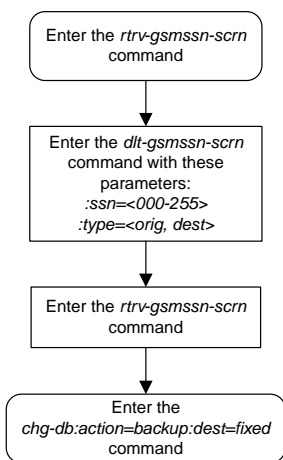 Enter the rtrv-gsmssn-scrn
command
Enter the dlt-gsmssn-scrn
command with these
parameters:
:ssn=<000-255>
:type=<orig, dest>
Enter the rtrv-gsmssn-scrn
command
Enter the
chg-db:action=backup:dest=fixed
command